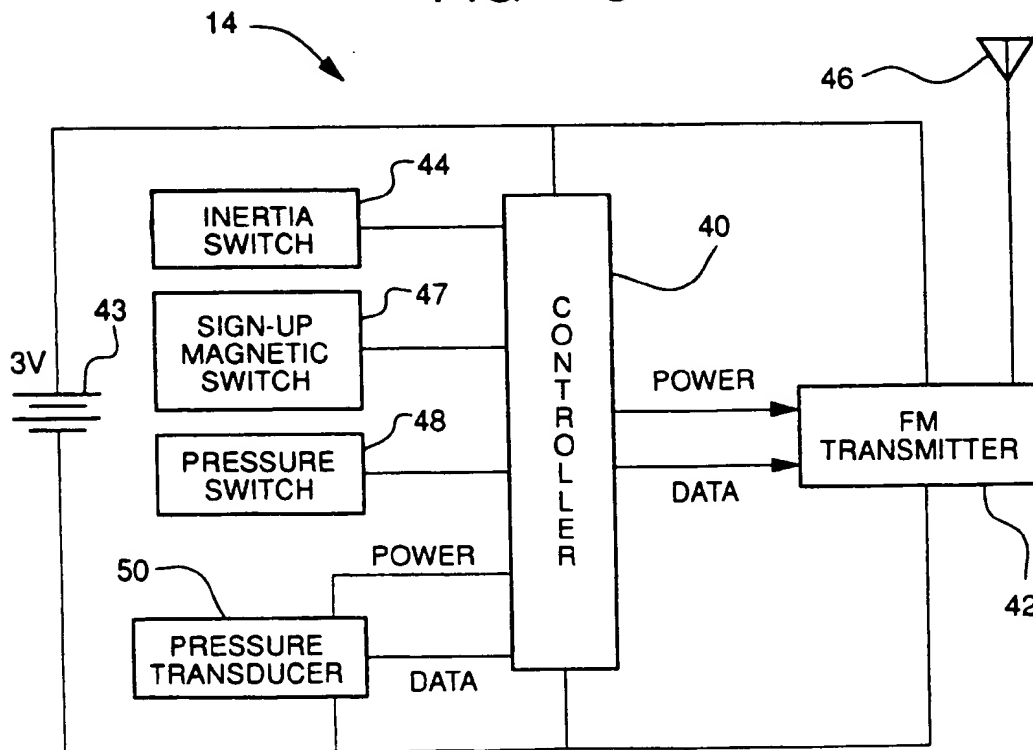 14
46
44
INERTIA
SWITCH
40
47
SIGN-UP
MAGNETIC
SWITCH
43
3V
CONTROLLER
POWER
48
PRESSURE
SWITCH
FM
TRANSMITTER
DATA
POWER
50
42
PRESSURE
TRANSDUCER
DATA